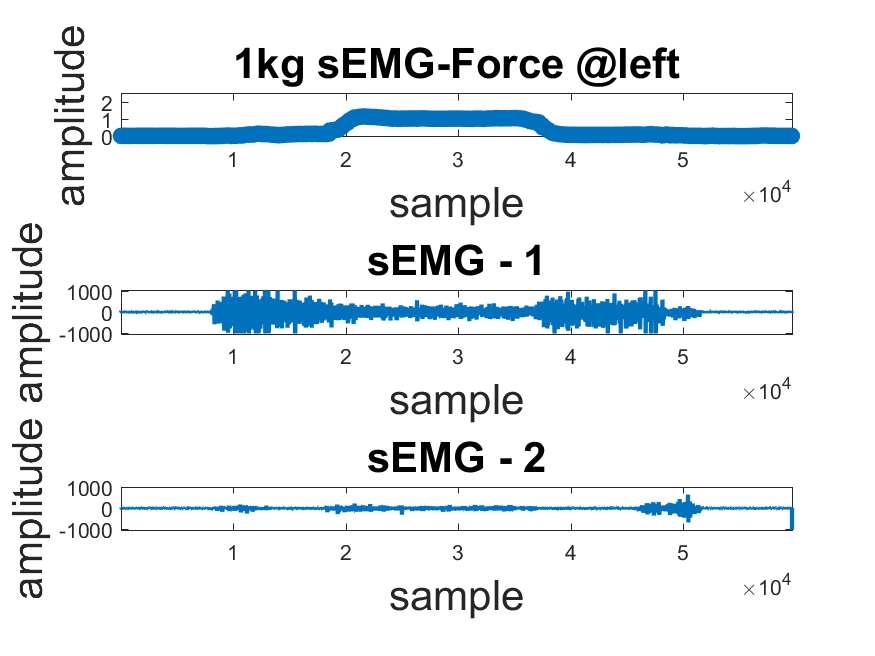 1kg sEMG-Force @left
amplitude
2
1
0
1 2 3 4 5
×10^4
sample
sEMG - 1
amplitude
1000
0
-1000
1 2 3 4 5
×10^4
sample
sEMG - 2
amplitude
1000
0
-1000
1 2 3 4 5
×10^4
sample